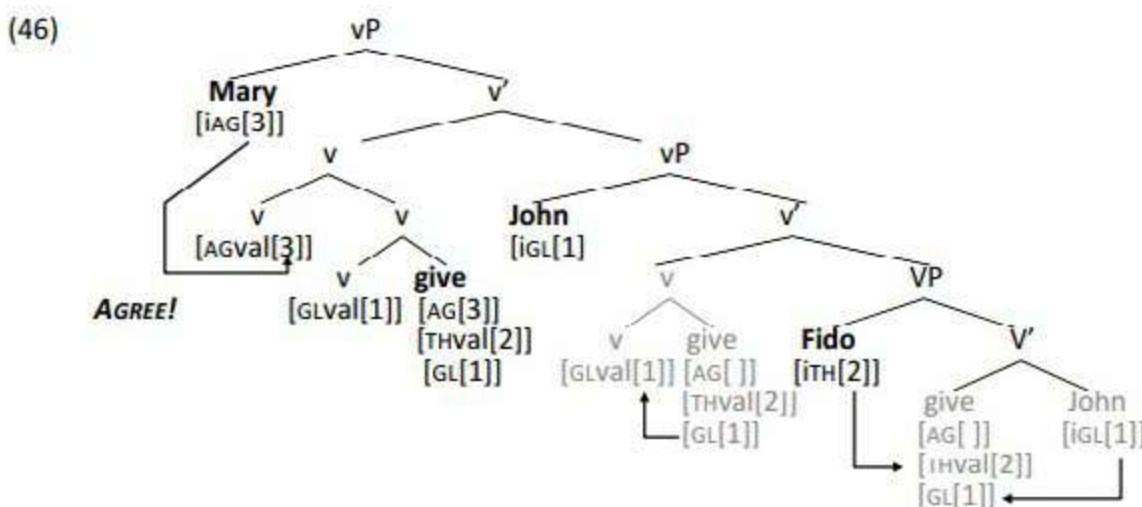 (46)
vP
Mary v'
[iAG[3]]
v vP
v v John v'
[AGval[3]] [iGL[1]
v give v VP
AGREE! [GLval[1]] [AG[3]]
[THval[2]] v give Fido V'
[GL[1]] [GLval[1]] [AG[ ]] [iTH[2]]
[THval[2]] give John
[GL[1]] [AG[ ]] [iGL[1]]
[THval[2]]
[GL[1]]